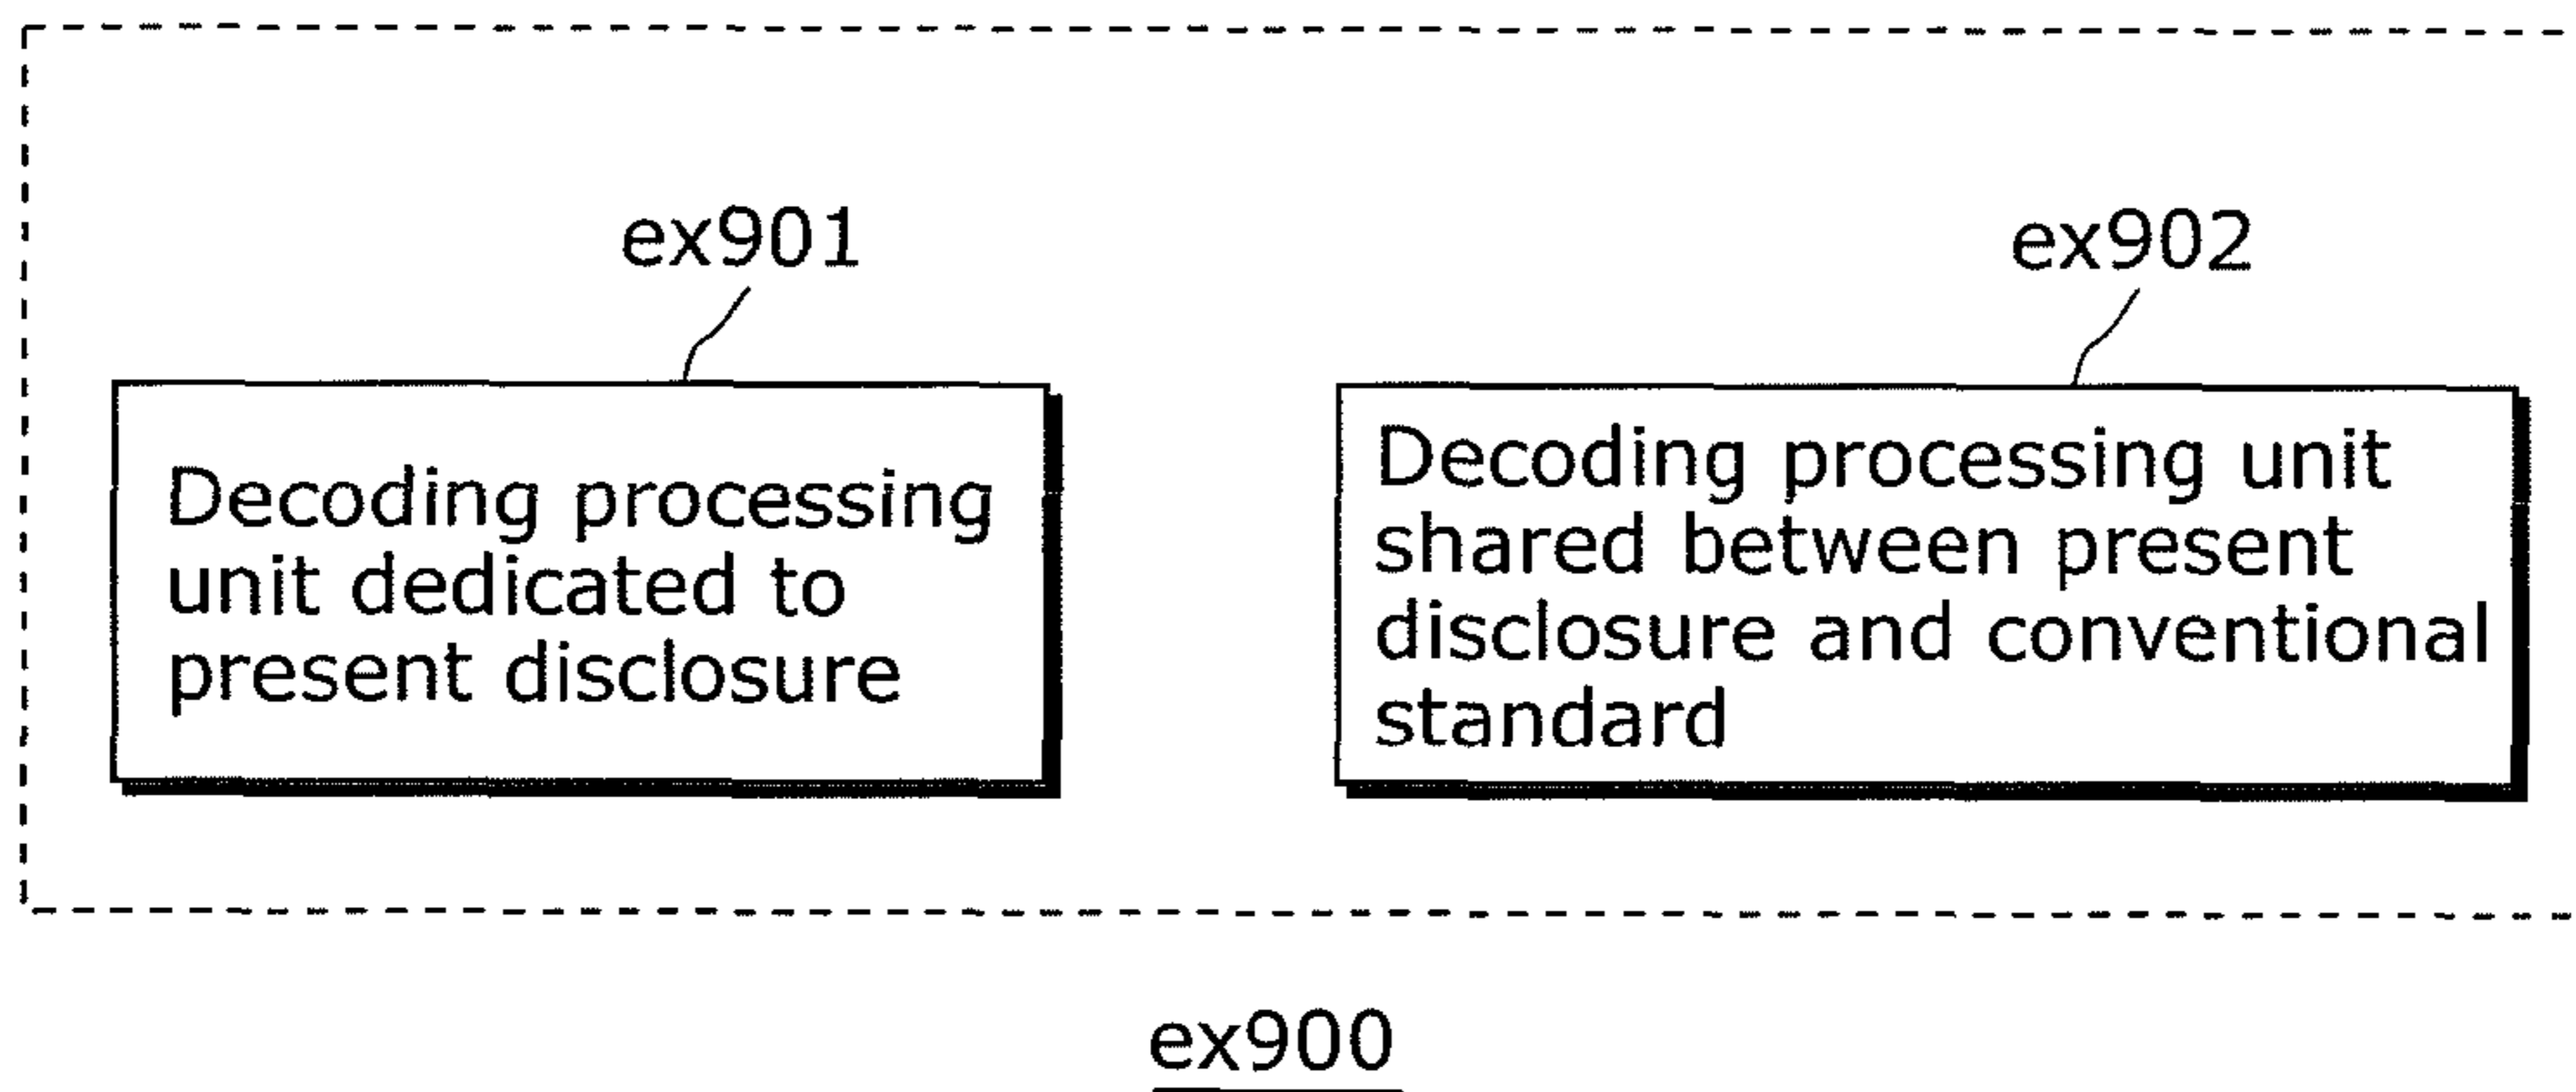 ex901
ex902
Decoding processing
unit dedicated to
present disclosure
Decoding processing unit
shared between present
disclosure and conventional
standard
ex900